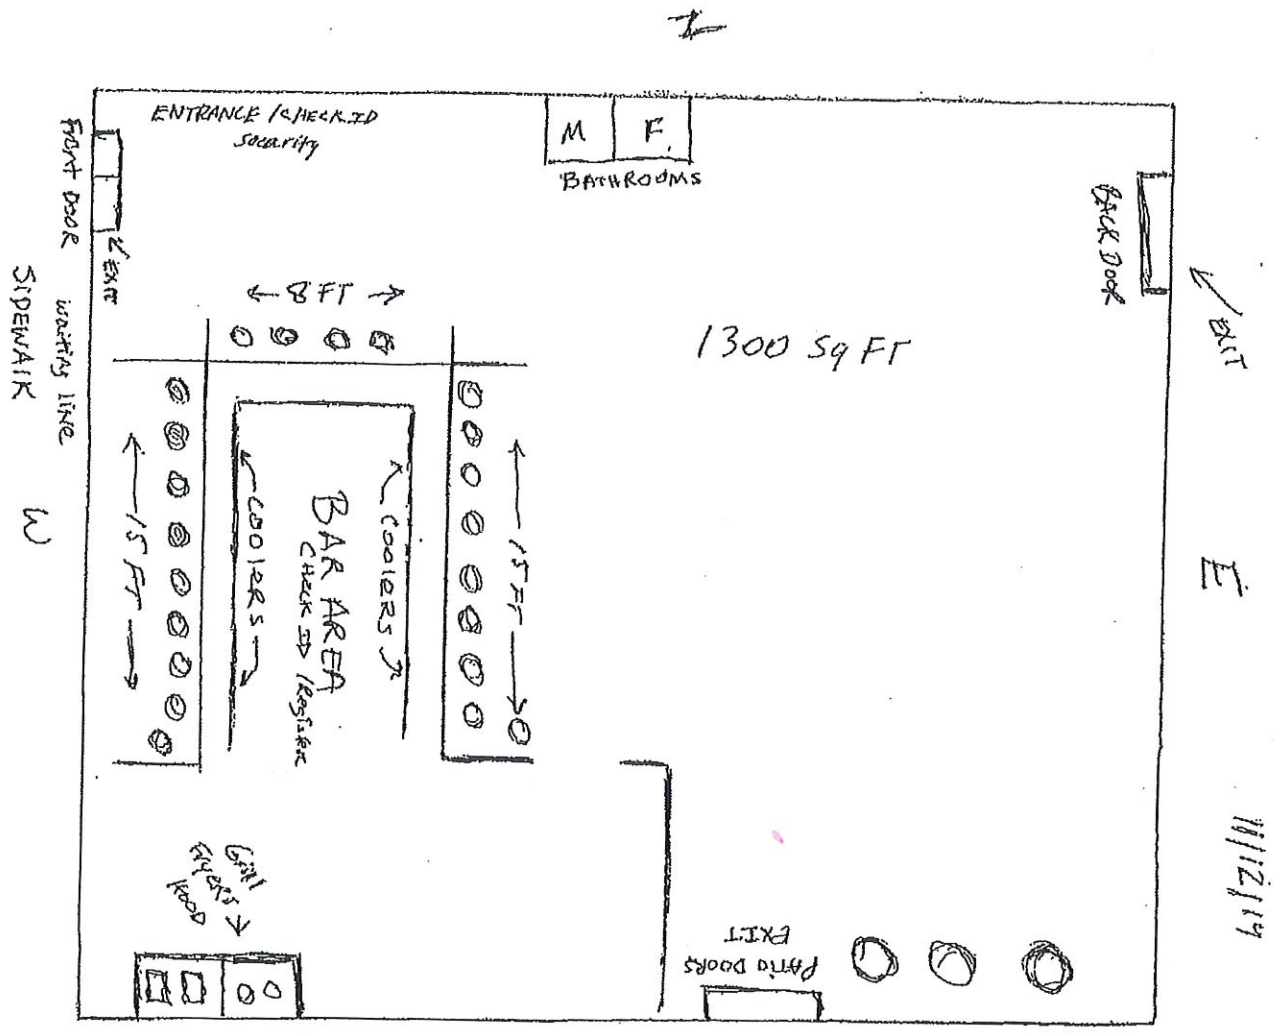 N
ENTRANCE / CHECK ID
Security
M
F.
BATHROOMS
FRONT DOOR
EXIT
waiting line
SIDEWALK
W
BACK DOOR
EXIT
E
8 FT
1300 Sq FT
15 FT
COOLERS
BAR AREA
CHECK ID / Register
COOLERS
15 FT
Grill
FryERS
HOOD
EXIT
PATIO DOORS
11/12/14